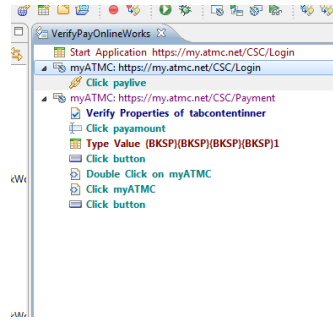 VerifyPayOnlineWorks
Start Application https://my.atmc.net/CSC/Login
myATMC: https://my.atmc.net/CSC/Login
Click paylive
myATMC: https://my.atmc.net/CSC/Payment
Verify Properties of tabcontentinner
Click payamount
Type Value {BKSP}{BKSP}{BKSP}{BKSP}1
Click button
Double Click on myATMC
kWo
Click myATMC
Click button
kWo